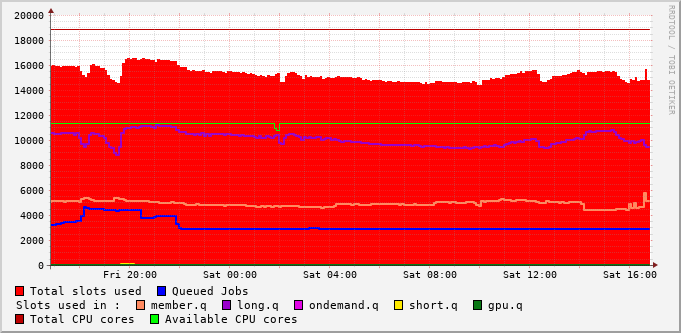 20000
18000
16000
14000
12000
10000
8000
6000
4000
2000
0
Fri 20:00 Sat 00:00 Sat 04:00 Sat 08:00 Sat 12:00 Sat 16:00
Total slots used Queued Jobs
Slots used in : member.q long.q ondemand.q short.q gpu.q
Total CPU cores Available CPU cores
RRDTOOL / TOBI OETIKER